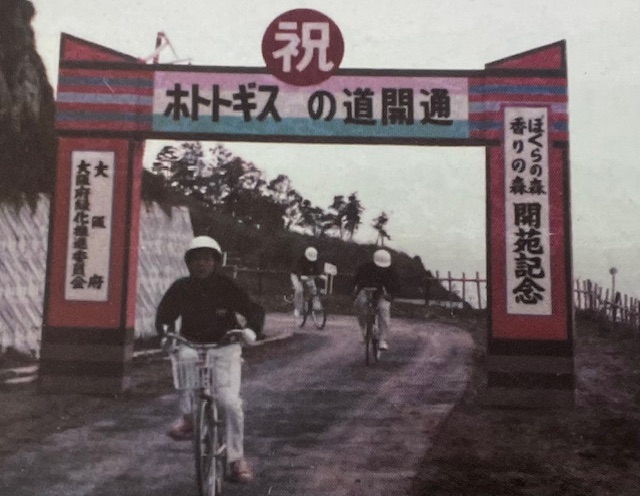 祝
ホトトギスの道開通
ぼくらの森
香りの森
開苑記念
大阪府
大阪府緑化推進委員会